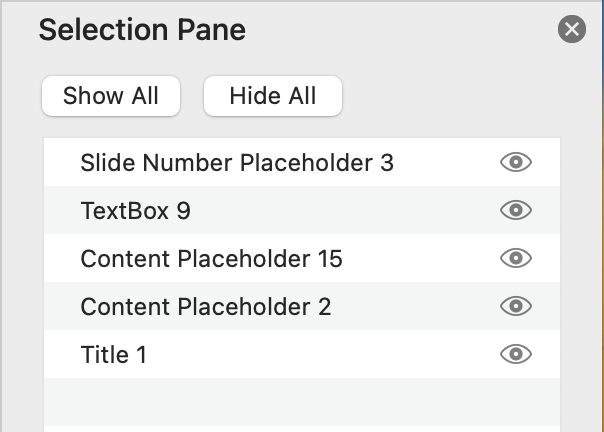 Selection Pane
Show All Hide All
Slide Number Placeholder 3
TextBox 9
Content Placeholder 15
Content Placeholder 2
Title 1